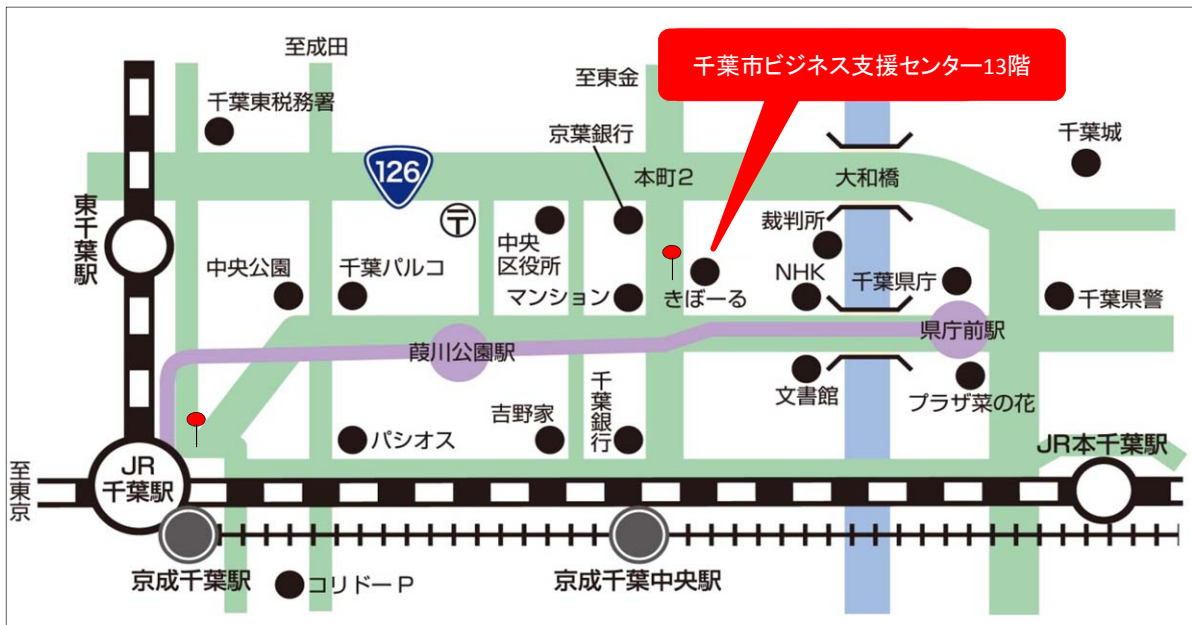 至成田
千葉市ビジネス支援センター13階
至東金
千葉東税務署
京葉銀行
千葉城
126
本町2
大和橋
東千葉駅
〒
中央
区役所
裁判所
中央公園
千葉パルコ
マンション
きぼーる
NHK
千葉県庁
千葉県警
葭川公園駅
県庁前駅
文書館
プラザ菜の花
千葉銀行
吉野家
パシオス
JR
千葉駅
JR本千葉駅
至東京
京成千葉駅
コリドーP
京成千葉中央駅